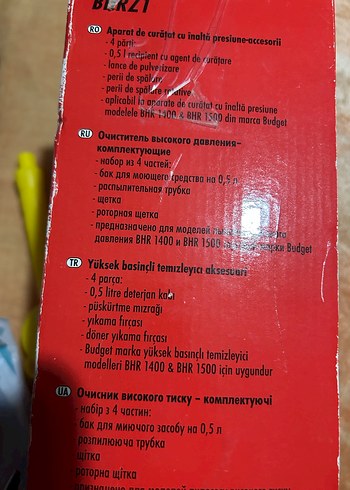 RO Aparat de curățat cu înaltă presiune-accesorii
- 4 părți:
- 0,5 l recipient cu agent de curățare
- lance de pulverizare
- perii de spălare
- perii de spălare rotative
- aplicabil la aparate de curățat cu înaltă presiune
modelele BHR 1400 & BHR 1500 din marca Budget
RU Очиститель высокого давления–
комплектующие
- набор из 4 частей:
- бак для моющего средства на 0,5 л
- распылительная трубка
- щетка
- роторная щетка
- предназначено для моделей
давления BHR 1400 и BHR 1500 марки Budget
TR Yüksek basinçli temızleyıcı aksesuari
- 4 parça:
- 0,5 litre deterjan kabı
- püskürtme mızrağı
- yıkama fırçası
- döner yıkama fırçası
- Budget marka yüksek basınçlı temizleyici
modelleri BHR 1400 & BHR 1500 için uygundur
UA Очисник високого тиску – комплектуючі
- набір з 4 частин:
- бак для миючого засобу на 0,5 л
розпилююча трубка
щітка
роторна щітка